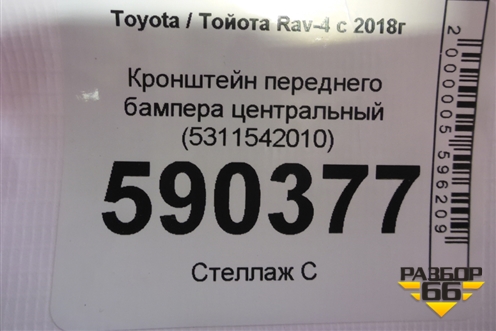 Toyota / Тойота Rav-4 с 2018г
Кронштейн переднего
бампера центральный
(5311542010)
590377
Стеллаж С
2000005596209
РАЗБОР
66